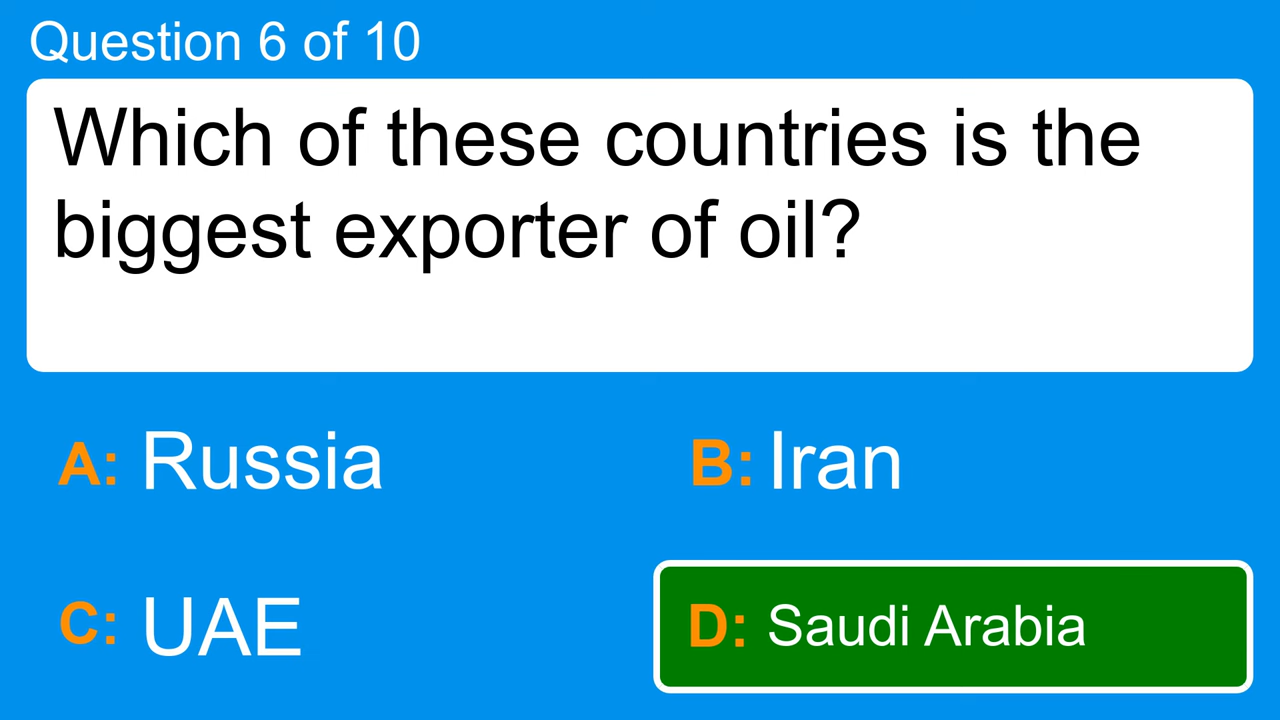 Question 6 of 10
Which of these countries is the
biggest exporter of oil?
A: Russia
B: Iran
C: UAE
D: Saudi Arabia